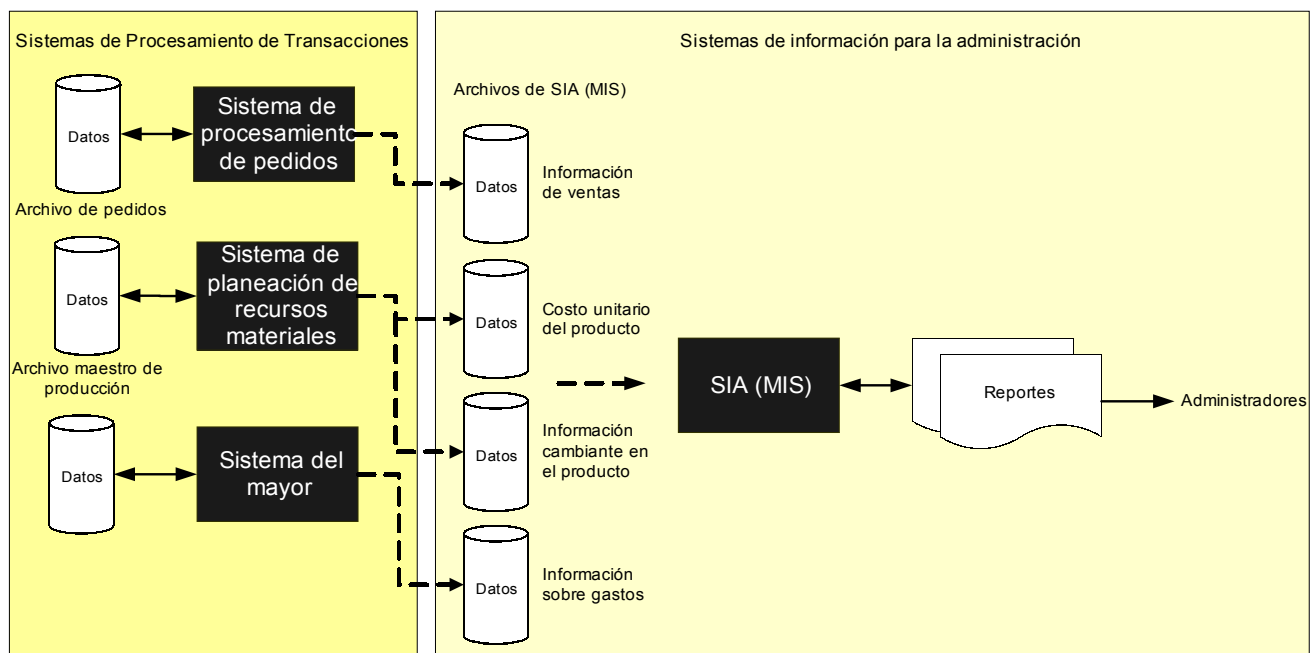 Sistemas de Procesamiento de Transacciones
Datos
Sistema de
procesamiento
de pedidos
Archivo de pedidos
Datos
Sistema de
planeación de
recursos
materiales
Archivo maestro de
producción
Datos
Sistema del
mayor
Sistemas de información para la administración
Archivos de SIA (MIS)
Datos
Información
de ventas
Datos
Costo unitario
del producto
Datos
Información
cambiante en
el producto
Datos
Información
sobre gastos
SIA (MIS)
Reportes
Administradores